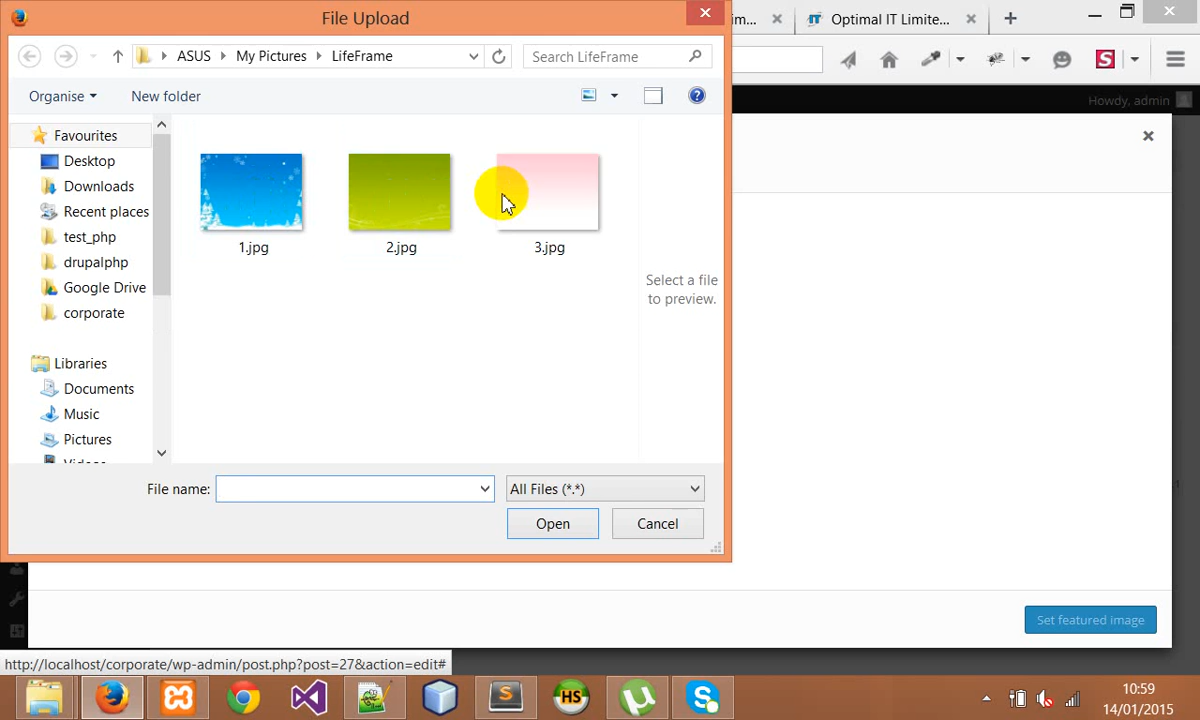 File Upload
im...
Optimal IT Limite...
ASUS
My Pictures
LifeFrame
Search LifeFrame
Organise
New folder
Howdy, admin
Favourites
Desktop
Downloads
Recent places
test_php
drupalphp
Google Drive
corporate
Libraries
Documents
Music
Pictures
Videos
1.jpg
2.jpg
3.jpg
Select a file
to preview.
File name:
All Files (*.*)
Open
Cancel
Set featured image
http://localhost/corporate/wp-admin/post.php?post=27&action=edit#
S
S
HS
10:59
14/01/2015